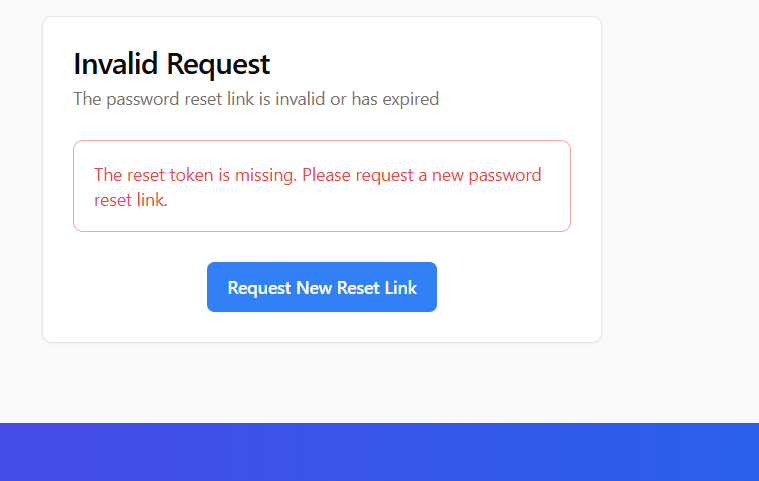 Invalid Request
The password reset link is invalid or has expired
The reset token is missing. Please request a new password
reset link.
Request New Reset Link